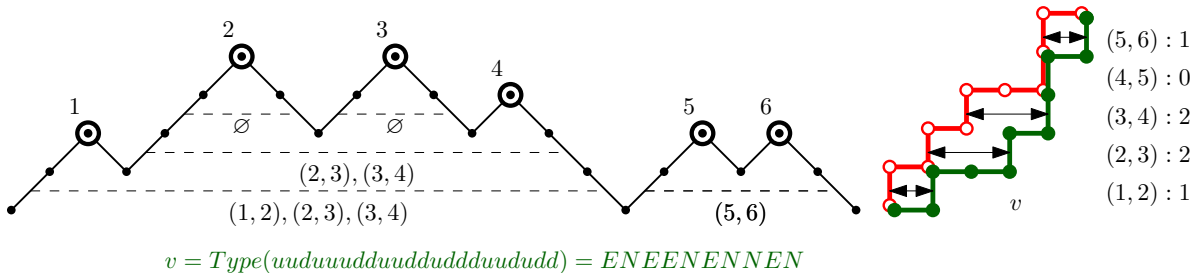 1
2
3
4
5
6
∅
∅
(2, 3), (3, 4)
(1, 2), (2, 3), (3, 4)
(5, 6)
v
(5, 6) : 1
(4, 5) : 0
(3, 4) : 2
(2, 3) : 2
(1, 2) : 1
v = Type(uuduuudduudduddduududd) = ENEENENNEN